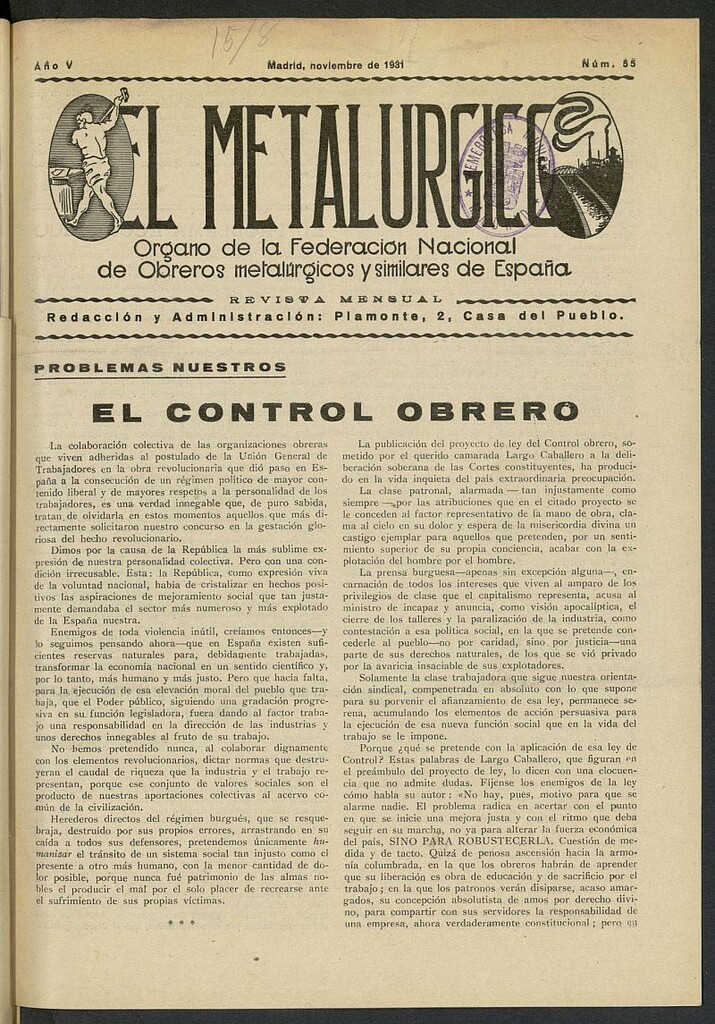 15/8
Año V
Madrid, noviembre de 1931
Núm. 55
EL METALURGICO
Organo de la Federación Nacional
de Obreros metalúrgicos y similares de España
REVISTA MENSUAL
Redacción y Administración: Piamonte, 2, Casa del Pueblo.
PROBLEMAS NUESTROS
EL CONTROL OBRERO
La colaboración colectiva de las organizaciones obreras
que viven adheridas al postulado de la Unión General de
Trabajadores en la obra revolucionaria que dió paso en Es-
paña a la consecución de un régimen político de mayor con-
tenido liberal y de mayores respetos a la personalidad de los
trabajadores, es una verdad innegable que, de puro sabida,
tratan de olvidarla en estos momentos aquellos que más di-
rectamente solicitaron nuestro concurso en la gestación glo-
riosa del hecho revolucionario.
Dimos por la causa de la República la más sublime ex-
presión de nuestra personalidad colectiva. Pero con una con-
dición irrecusable. Esta: la República, como expresión viva
de la voluntad nacional, había de cristalizar en hechos posi-
tivos las aspiraciones de mejoramiento social que tan justa-
mente demandaba el sector más numeroso y más explotado
de la España nuestra.
Enemigos de toda violencia inútil, creíamos entonces—y
lo seguimos pensando ahora—que en España existen sufi-
cientes reservas naturales para, debidamente trabajadas,
transformar la economía nacional en un sentido científico y,
por lo tanto, más humano y más justo. Pero que hacía falta,
para la ejecución de esa elevación moral del pueblo que tra-
baja, que el Poder público, siguiendo una gradación progre-
siva en su función legisladora, fuera dando al factor traba-
jo una responsabilidad en la dirección de las industrias y
unos derechos innegables al fruto de su trabajo.
No hemos pretendido nunca, al colaborar dignamente
con los elementos revolucionarios, dictar normas que destru-
yeran el caudal de riqueza que la industria y el trabajo re-
presentan, porque ese conjunto de valores sociales son el
producto de nuestras aportaciones colectivas al acervo co-
mún de la civilización.
Herederos directos del régimen burgués, que se resque-
braja, destruído por sus propios errores, arrastrando en su
caída a todos sus defensores, pretendemos únicamente hu-
manizar el tránsito de un sistema social tan injusto como el
presente a otro más humano, con la menor cantidad de do-
lor posible, porque nunca fué patrimonio de las almas no-
bles el producir el mal por el solo placer de recrearse ante
el sufrimiento de sus propias víctimas.
* * *
La publicación del proyecto de ley del Control obrero, so-
metido por el querido camarada Largo Caballero a la deli-
beración soberana de las Cortes constituyentes, ha produci-
do en la vida inquieta del país extraordinaria preocupación.
La clase patronal, alarmada — tan injustamente como
siempre —por las atribuciones que en el citado proyecto se
le conceden al factor representativo de la mano de obra, cla-
ma al cielo en su dolor y espera de la misericordia divina un
castigo ejemplar para aquellos que pretenden, por un senti-
miento superior de su propia conciencia, acabar con la ex-
plotación del hombre por el hombre.
La prensa burguesa—apenas sin excepción alguna—, en-
carnación de todos los intereses que viven al amparo de los
privilegios de clase que el capitalismo representa, acusa al
ministro de incapaz y anuncia, como visión apocalíptica, el
cierre de los talleres y la paralización de la industria, como
contestación a esa política social, en la que se pretende con-
cederle al pueblo—no por caridad, sino por justicia—una
parte de sus derechos naturales, de los que se vió privado
por la avaricia insaciable de sus explotadores.
Solamente la clase trabajadora que sigue nuestra orienta-
ción sindical, compenetrada en absoluto con lo que supone
para su porvenir el afianzamiento de esa ley, permanece se-
rena, acumulando los elementos de acción persuasiva para
la ejecución de esa nueva función social que en la vida del
trabajo se le impone.
Porque ¿qué se pretende con la aplicación de esa ley de
Control? Estas palabras de Largo Caballero, que figuran en
el preámbulo del proyecto de ley, lo dicen con una elocuen-
cia que no admite dudas. Fíjense los enemigos de la ley
cómo habla su autor: «No hay, pues, motivo para que se
alarme nadie. El problema radica en acertar con el punto
en que se inicie una mejora justa y con el ritmo que deba
seguir en su marcha, no ya para alterar la fuerza económica
del país, SINO PARA ROBUSTECERLA. Cuestión de me-
dida y de tacto. Quizá de penosa ascensión hacia la armo-
nía columbrada, en la que los obreros habrán de aprender
que su liberación es obra de educación y de sacrificio por el
trabajo; en la que los patronos verán disiparse, acaso amar-
gados, su concepción absolutista de amos por derecho divi-
no, para compartir con sus servidores la responsabilidad de
una empresa, ahora verdaderamente constitucional; pero en